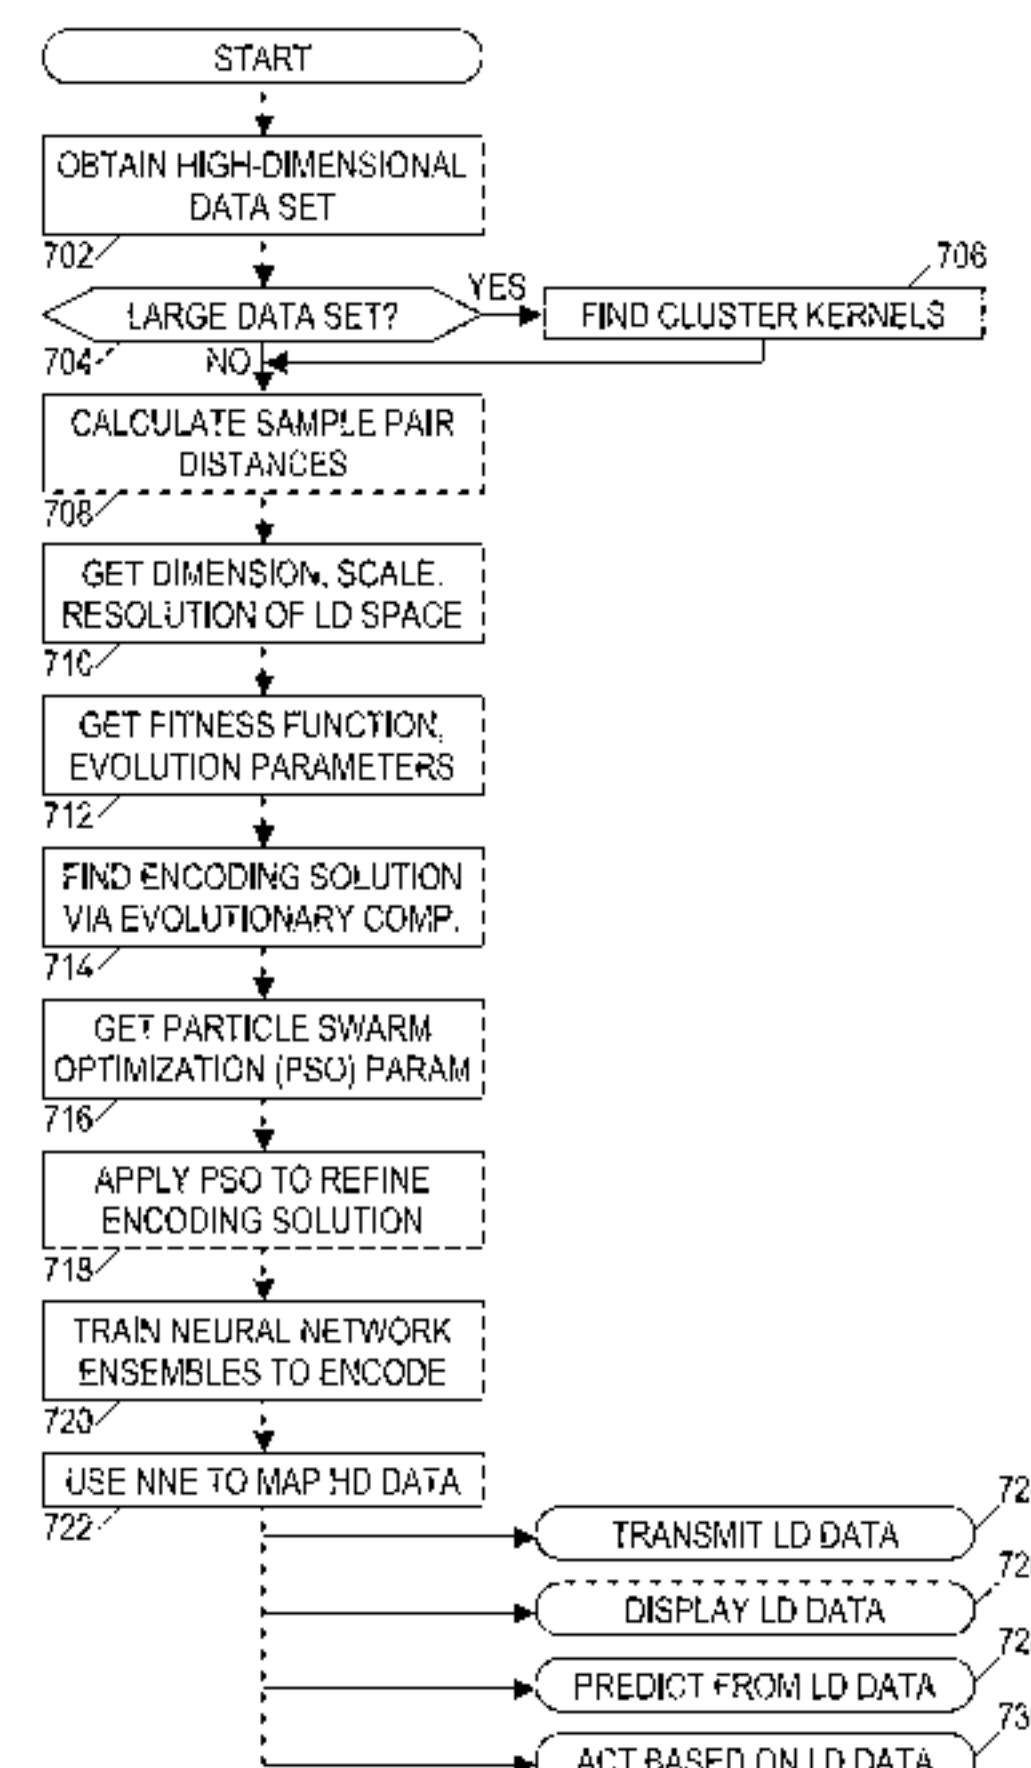 START
OBTAIN HIGH-DIMENSIONAL
DATA SET
702
706
YES
LARGE DATA SET?
FIND CLUSTER KERNELS
704
NO
CALCULATE SAMPLE PAIR
DISTANCES
708
GET DIMENSION, SCALE,
RESOLUTION OF LD SPACE
710
GET FITNESS FUNCTION,
EVOLUTION PARAMETERS
712
FIND ENCODING SOLUTION
VIA EVOLUTIONARY COMP.
714
GET PARTICLE SWARM
OPTIMIZATION (PSO) PARAM
716
APPLY PSO TO REFINE
ENCODING SOLUTION
718
TRAIN NEURAL NETWORK
ENSEMBLES TO ENCODE
720
USE NNE TO MAP HD DATA
722
72
TRANSMIT LD DATA
72
DISPLAY LD DATA
72
PREDICT FROM LD DATA
73
ACT BASED ON LD DATA